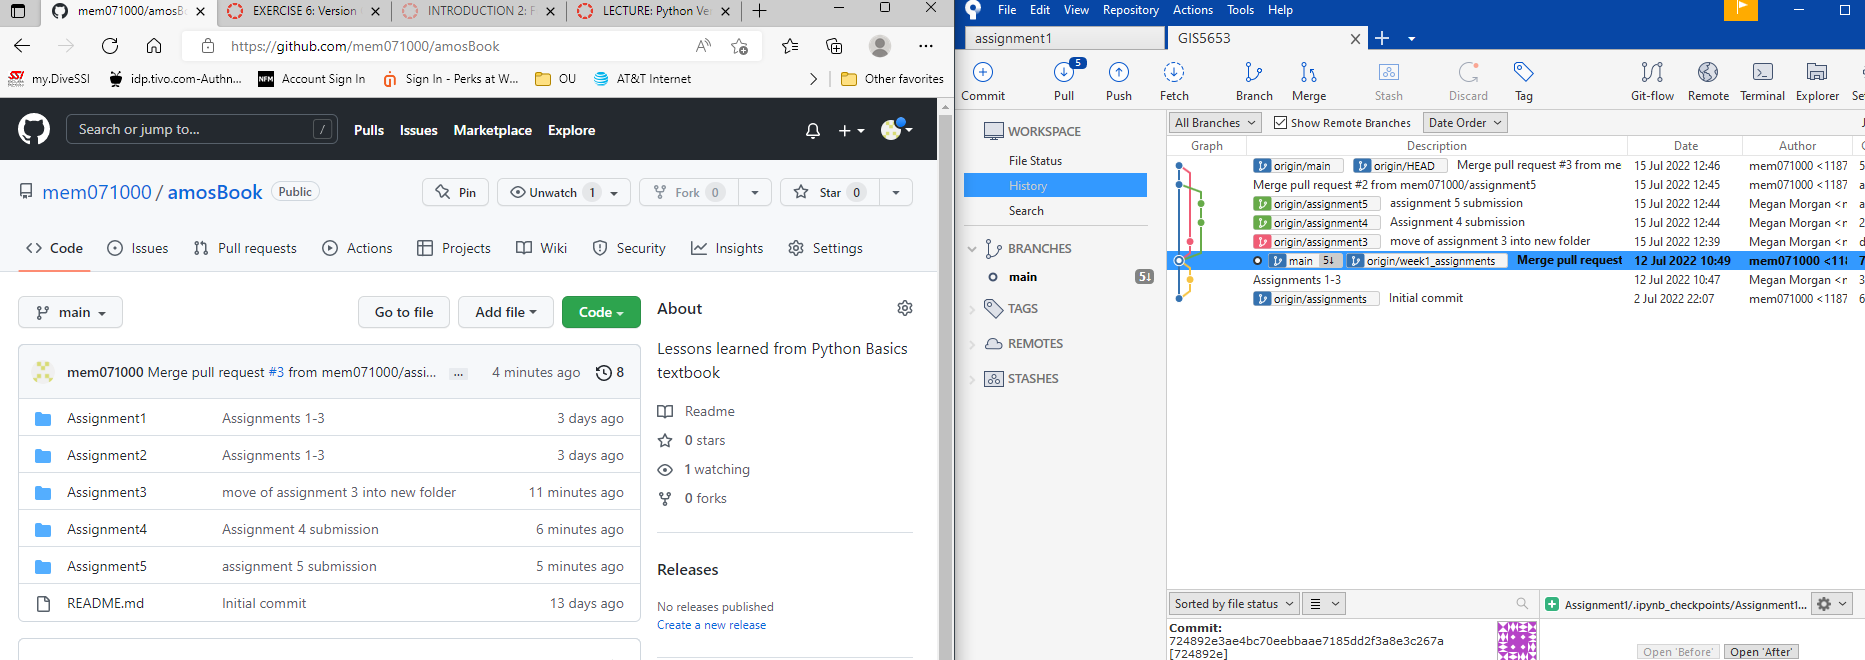 mem071000/amosBo
EXERCISE 6: Version
INTRODUCTION 2: F
LECTURE: Python Ve
https://github.com/mem071000/amosBook
my.DiveSSI
idp.tivo.com-Authn...
NFM
Account Sign In
Sign In - Perks at W...
OU
AT&T Internet
Other favorites
Search or jump to...
/
Pulls
Issues
Marketplace
Explore
mem071000 / amosBook
Public
Pin
Unwatch 1
Fork 0
Star 0
Code
Issues
Pull requests
Actions
Projects
Wiki
Security
Insights
Settings
main
Go to file
Add file
Code
mem071000 Merge pull request #3 from mem071000/assi...
...
4 minutes ago
8
Assignment1 Assignments 1-3 3 days ago
Assignment2 Assignments 1-3 3 days ago
Assignment3 move of assignment 3 into new folder 11 minutes ago
Assignment4 Assignment 4 submission 6 minutes ago
Assignment5 assignment 5 submission 5 minutes ago
README.md Initial commit 13 days ago
About
Lessons learned from Python Basics
textbook
Readme
0 stars
1 watching
0 forks
Releases
No releases published
Create a new release
File Edit View Repository Actions Tools Help
assignment1
GIS5653
Commit
5
Pull
Push
Fetch
Branch
Merge
Stash
Discard
Tag
Git-flow
Remote
Terminal
Explorer
Se
WORKSPACE
File Status
History
Search
BRANCHES
main 5↓
TAGS
REMOTES
STASHES
All Branches
Show Remote Branches
Date Order
Graph Description Date Author
origin/main origin/HEAD Merge pull request #3 from me 15 Jul 2022 12:46 mem071000 <1187
Merge pull request #2 from mem071000/assignment5 15 Jul 2022 12:45 mem071000 <1187
origin/assignment5 assignment 5 submission 15 Jul 2022 12:44 Megan Morgan <r
origin/assignment4 Assignment 4 submission 15 Jul 2022 12:44 Megan Morgan <r
origin/assignment3 move of assignment 3 into new folder 15 Jul 2022 12:39 Megan Morgan <r
main 5↓ origin/week1_assignments Merge pull request 12 Jul 2022 10:49 mem071000 <118
Assignments 1-3 12 Jul 2022 10:47 Megan Morgan <r
origin/assignments Initial commit 2 Jul 2022 22:07 mem071000 <1187
Sorted by file status
Assignment1/.ipynb_checkpoints/Assignment1...
Commit:
724892e3ae4bc70eebbaae7185dd2f3a8e3c267a
[724892e]
Open 'Before'
Open 'After'